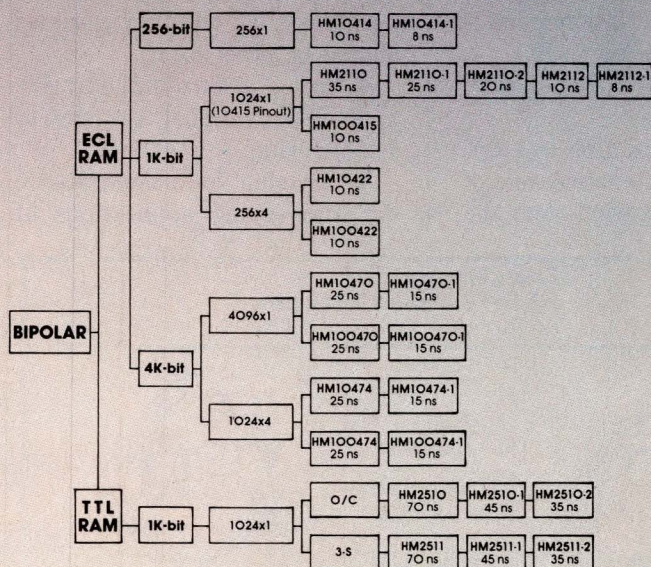 256-bit
256x1
HM10414
10 ns
HM10414-1
8 ns
HM2110
35 ns
HM2110-1
25 ns
HM2110-2
20 ns
HM2112
10 ns
HM2112-1
8 ns
1024x1
(10415 Pinout)
HM100415
10 ns
ECL
RAM
1K-bit
HM10422
10 ns
256x4
HM100422
10 ns
HM10470
25 ns
HM10470-1
15 ns
4096x1
HM100470
25 ns
HM100470-1
15 ns
BIPOLAR
4K-bit
HM10474
25 ns
HM10474-1
15 ns
1024x4
HM100474
25 ns
HM100474-1
15 ns
O/C
HM2510
70 ns
HM2510-1
45 ns
HM2510-2
35 ns
TTL
RAM
1K-bit
1024x1
3-S
HM2511
70 ns
HM2511-1
45 ns
HM2511-2
35 ns